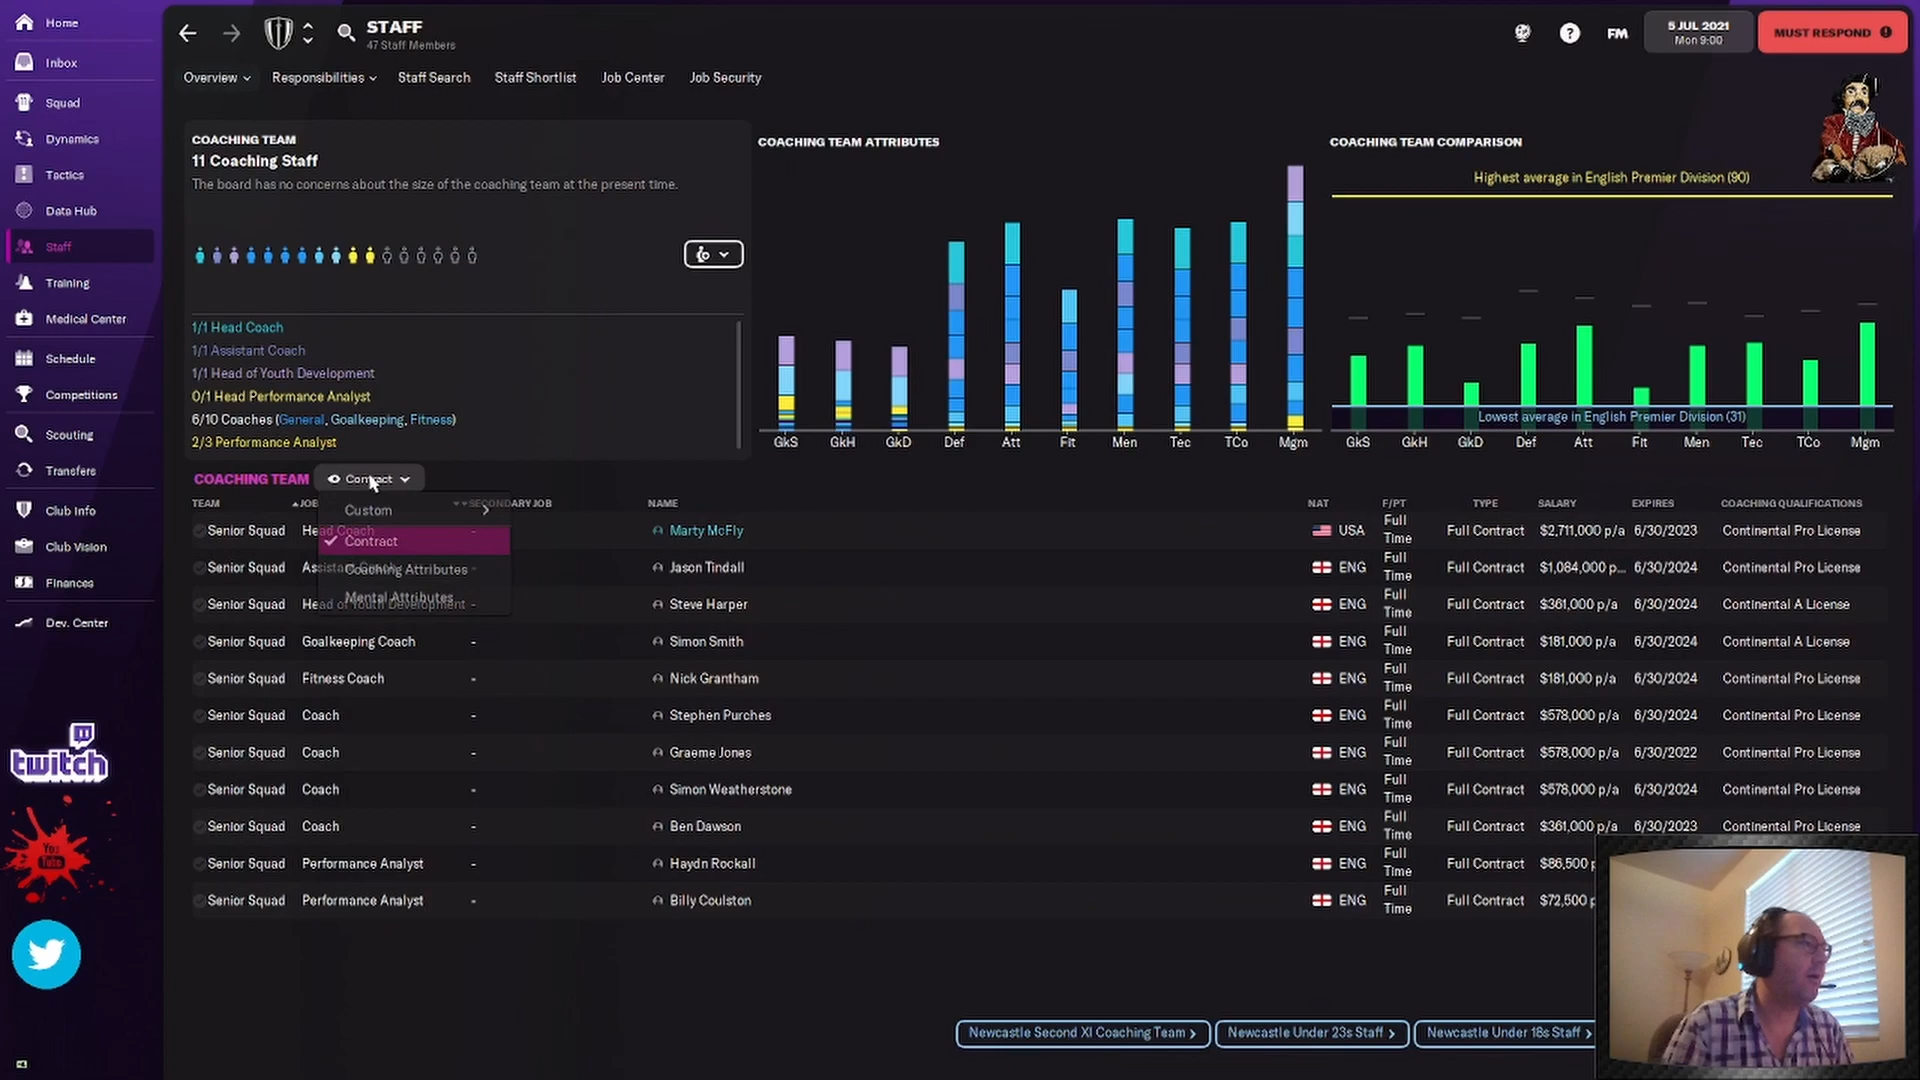 Home
Inbox
Squad
Dynamics
Tactics
Data Hub
Staff
Training
Medical Center
Schedule
Competitions
Scouting
Transfers
Club Info
Club Vision
Finances
Dev. Center
twitch
You
Tube
STAFF
47 Staff Members
FM
5 JUL 2021
Mon 9:00
MUST RESPOND
Overview
Responsibilities
Staff Search
Staff Shortlist
Job Center
Job Security
COACHING TEAM
11 Coaching Staff
The board has no concerns about the size of the coaching team at the present time.
1/1 Head Coach
1/1 Assistant Coach
1/1 Head of Youth Development
0/1 Head Performance Analyst
6/10 Coaches (General, Goalkeeping, Fitness)
2/3 Performance Analyst
COACHING TEAM ATTRIBUTES
GkS GkH GkD Def Att Fit Men Tec TCo Mgm
COACHING TEAM COMPARISON
Highest average in English Premier Division (90)
Lowest average in English Premier Division (31)
GkS GkH GkD Def Att Fit Men Tec TCo Mgm
COACHING TEAM
Contract
Custom
Contract
Coaching Attributes
Mental Attributes
TEAM JOB SECONDARY JOB NAME NAT F/PT TYPE SALARY EXPIRES COACHING QUALIFICATIONS
Senior Squad Head Coach - Marty McFly USA Full Time Full Contract $2,711,000 p/a 6/30/2023 Continental Pro License
Senior Squad Assistant Coach - Jason Tindall ENG Full Time Full Contract $1,084,000 p... 6/30/2024 Continental Pro License
Senior Squad Head of Youth Development - Steve Harper ENG Full Time Full Contract $361,000 p/a 6/30/2024 Continental A License
Senior Squad Goalkeeping Coach - Simon Smith ENG Full Time Full Contract $181,000 p/a 6/30/2024 Continental A License
Senior Squad Fitness Coach - Nick Grantham ENG Full Time Full Contract $181,000 p/a 6/30/2024 Continental Pro License
Senior Squad Coach - Stephen Purches ENG Full Time Full Contract $578,000 p/a 6/30/2024 Continental Pro License
Senior Squad Coach - Graeme Jones ENG Full Time Full Contract $578,000 p/a 6/30/2022 Continental Pro License
Senior Squad Coach - Simon Weatherstone ENG Full Time Full Contract $578,000 p/a 6/30/2024 Continental Pro License
Senior Squad Coach - Ben Dawson ENG Full Time Full Contract $361,000 p/a 6/30/2023 Continental Pro License
Senior Squad Performance Analyst - Haydn Rockall ENG Full Time Full Contract $86,500 p
Senior Squad Performance Analyst - Billy Coulston ENG Full Time Full Contract $72,500 p
Newcastle Second XI Coaching Team
Newcastle Under 23s Staff
Newcastle Under 18s Staff